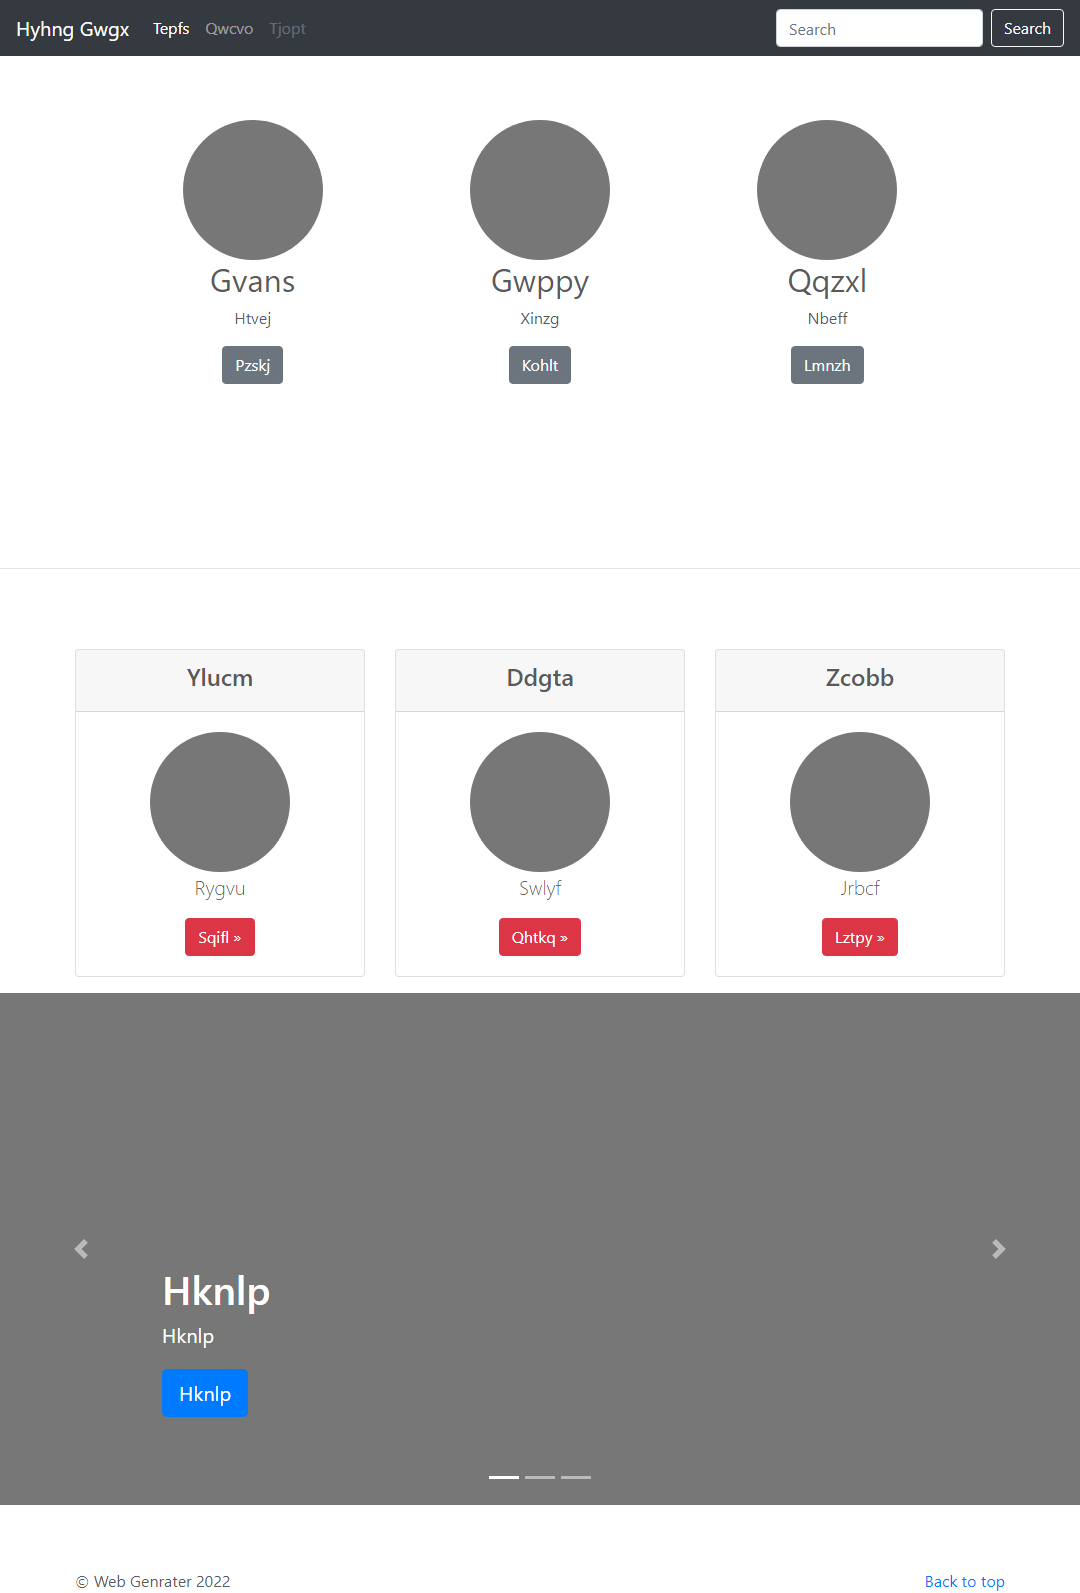 Hyhng Gwgx Tepfs Qwcvo Tjopt Search Search
Gvans Gwppy Qqzxl
Htvej Xinzg Nbeff
Pzskj Kohlt Lmnzh
Ylucm Ddgta Zcobb
Rygvu Swlyf Jrbcf
Sqifl » Qhtkq » Lztpy »
Hknlp
Hknlp
Hknlp
© Web Genrater 2022 Back to top